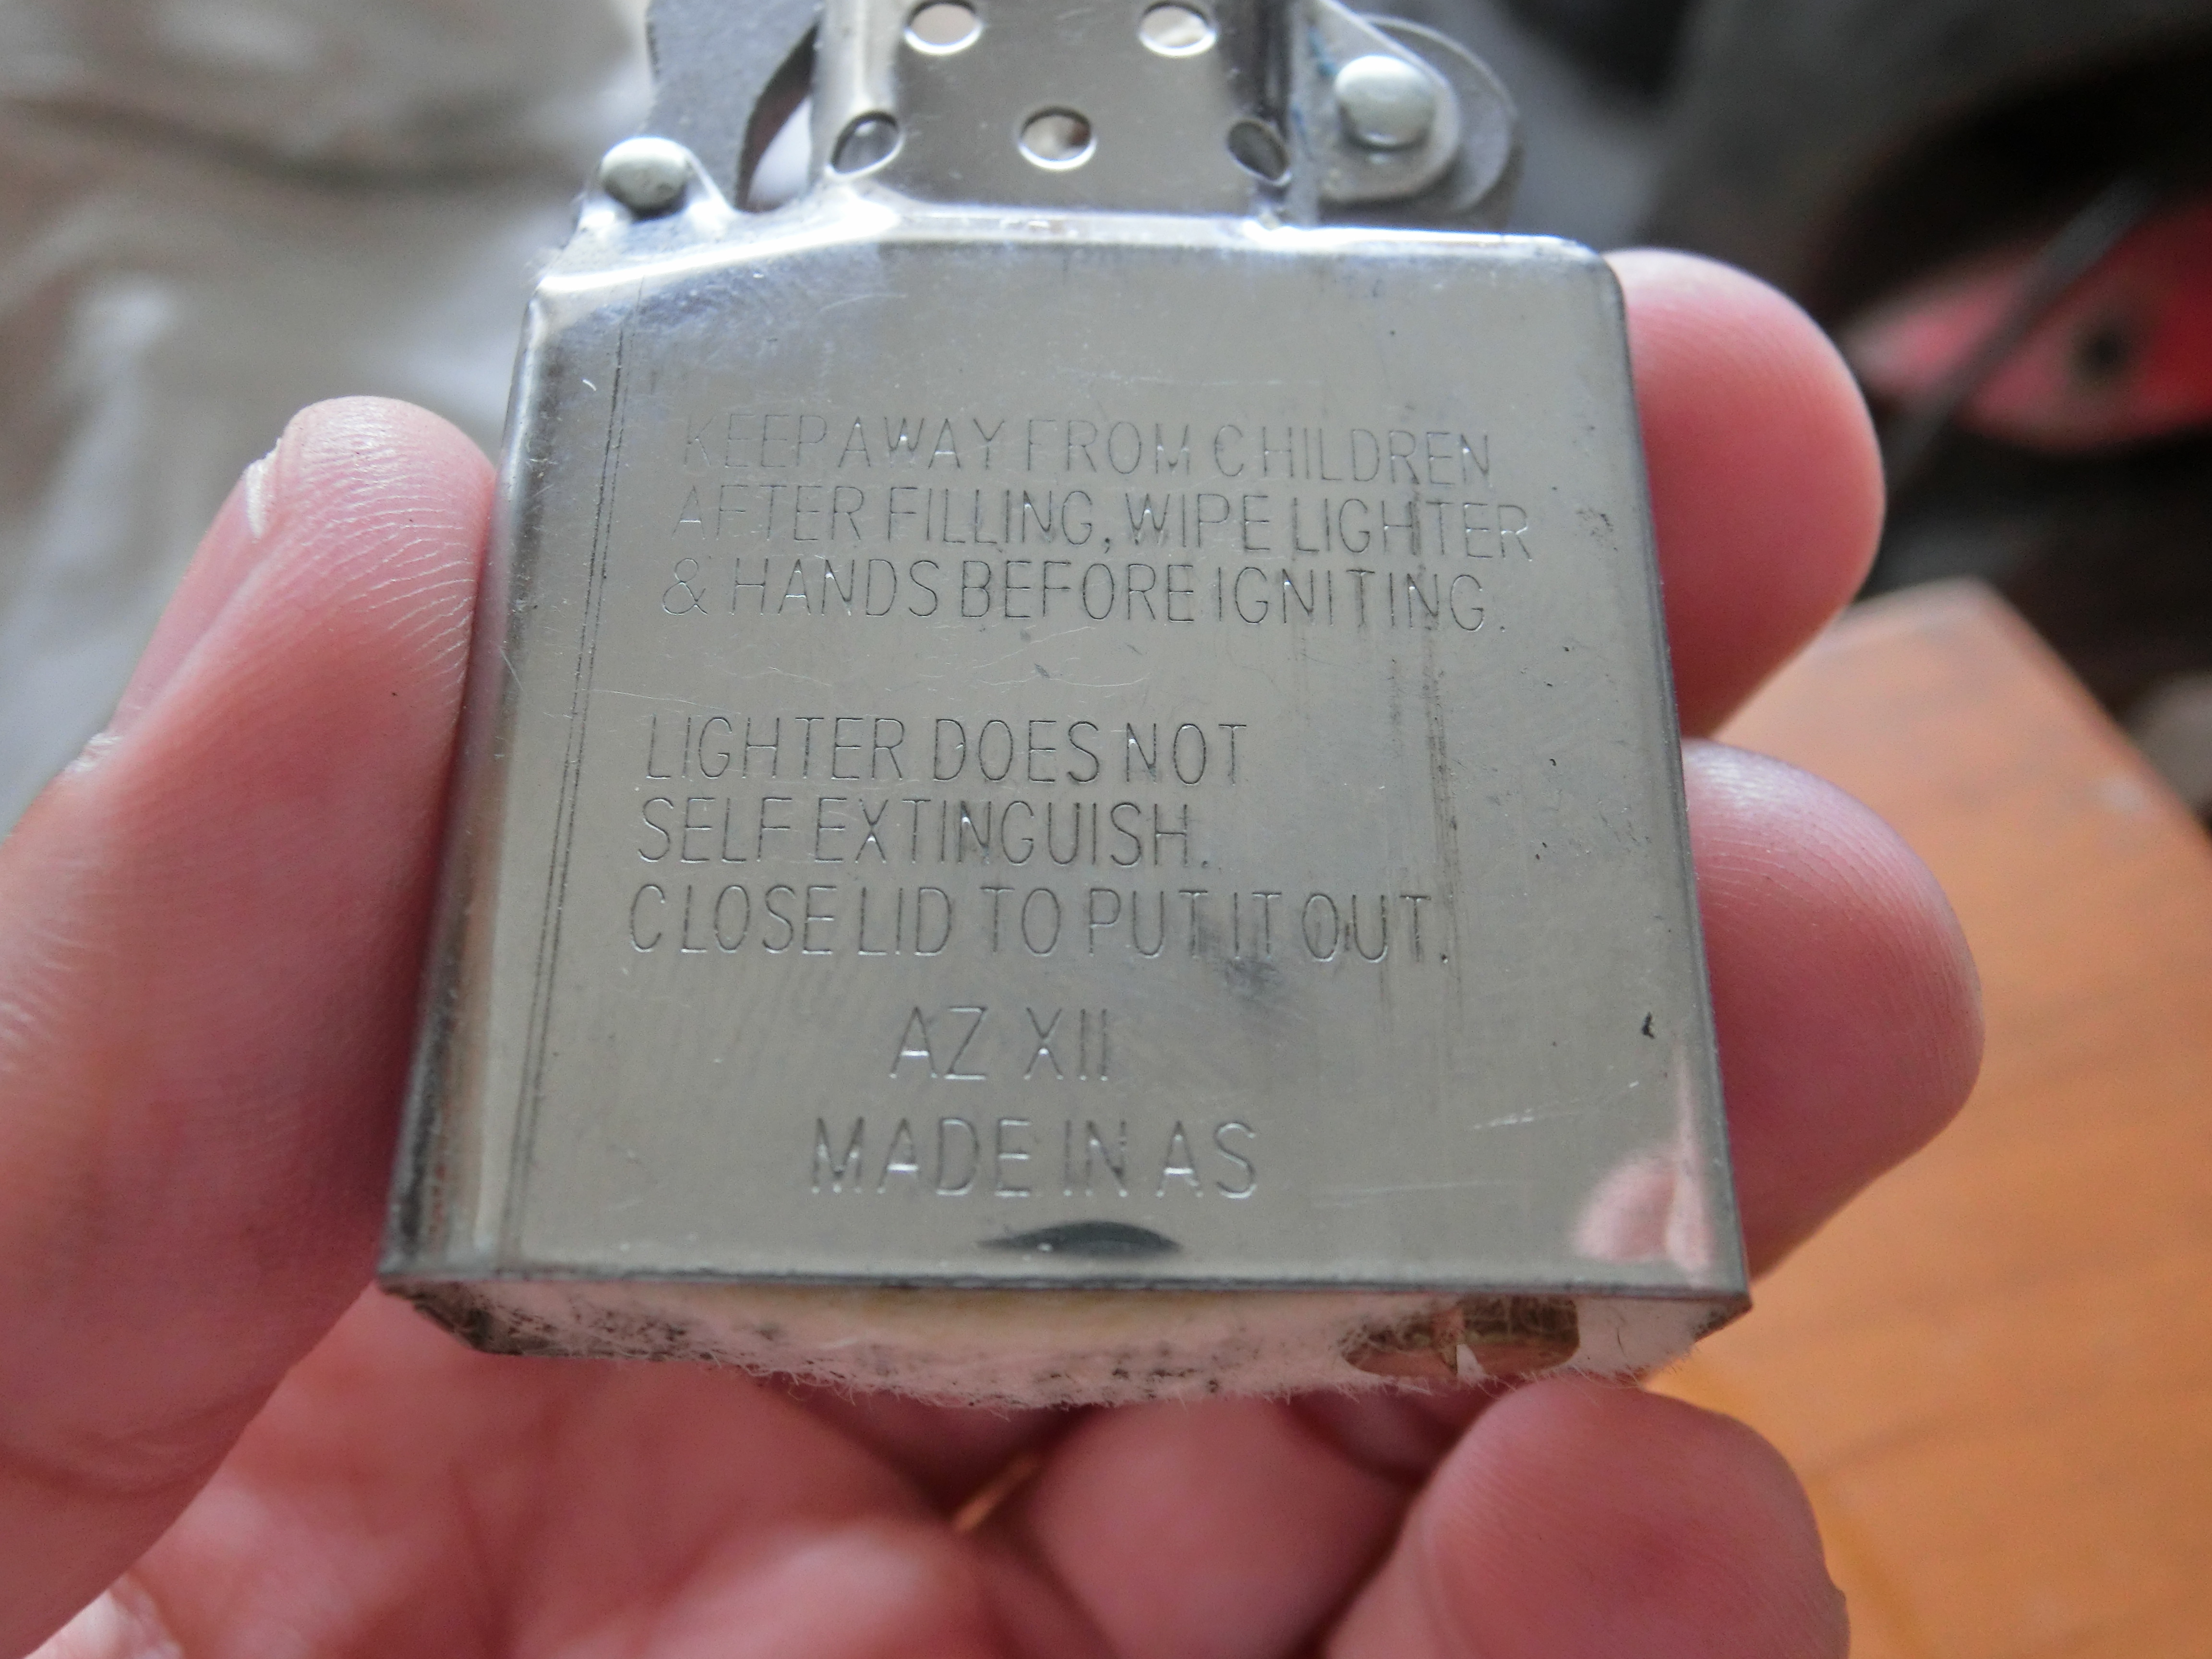 KEEP AWAY FROM CHILDREN
AFTER FILLING, WIPE LIGHTER
& HANDS BEFORE IGNITING.
LIGHTER DOES NOT
SELF EXTINGUISH.
CLOSE LID TO PUT IT OUT.
AZ XII
MADE IN AS